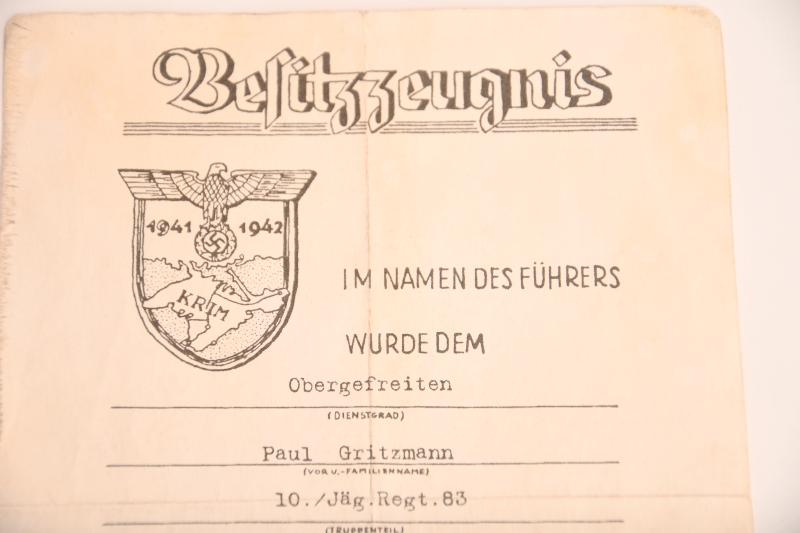 Besitzzeugnis
1941 1942
KRIM
IM NAMEN DES FÜHRERS
WURDE DEM
Obergefreiten
(DIENSTGRAD)
Paul Gritzmann
(VOR U.-FAMILIENNAME)
10./Jäg.Regt.83
(TRUPPENTEIL)